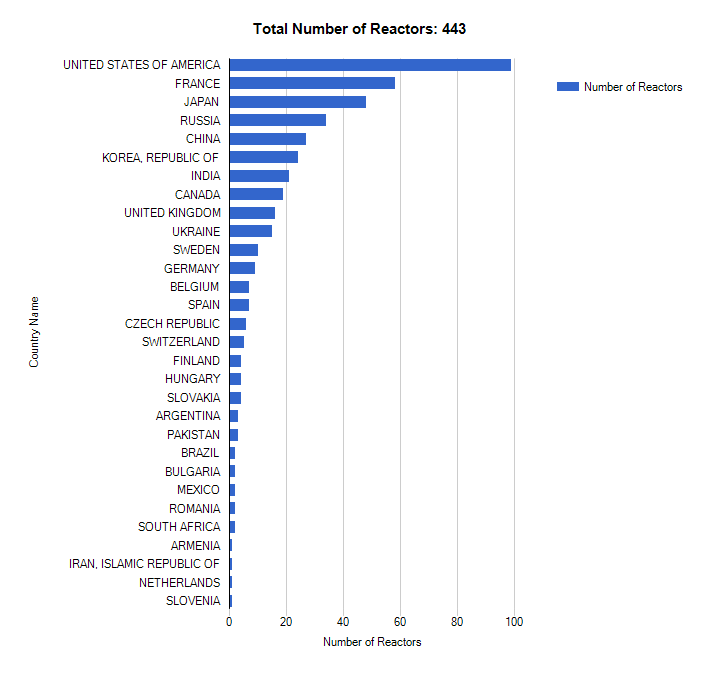 Total Number of Reactors: 443
UNITED STATES OF AMERICA
FRANCE
JAPAN
RUSSIA
CHINA
KOREA, REPUBLIC OF
INDIA
CANADA
UNITED KINGDOM
UKRAINE
SWEDEN
GERMANY
BELGIUM
SPAIN
CZECH REPUBLIC
SWITZERLAND
FINLAND
HUNGARY
SLOVAKIA
ARGENTINA
PAKISTAN
BRAZIL
BULGARIA
MEXICO
ROMANIA
SOUTH AFRICA
ARMENIA
IRAN, ISLAMIC REPUBLIC OF
NETHERLANDS
SLOVENIA
Country Name
0 20 40 60 80 100
Number of Reactors
Number of Reactors